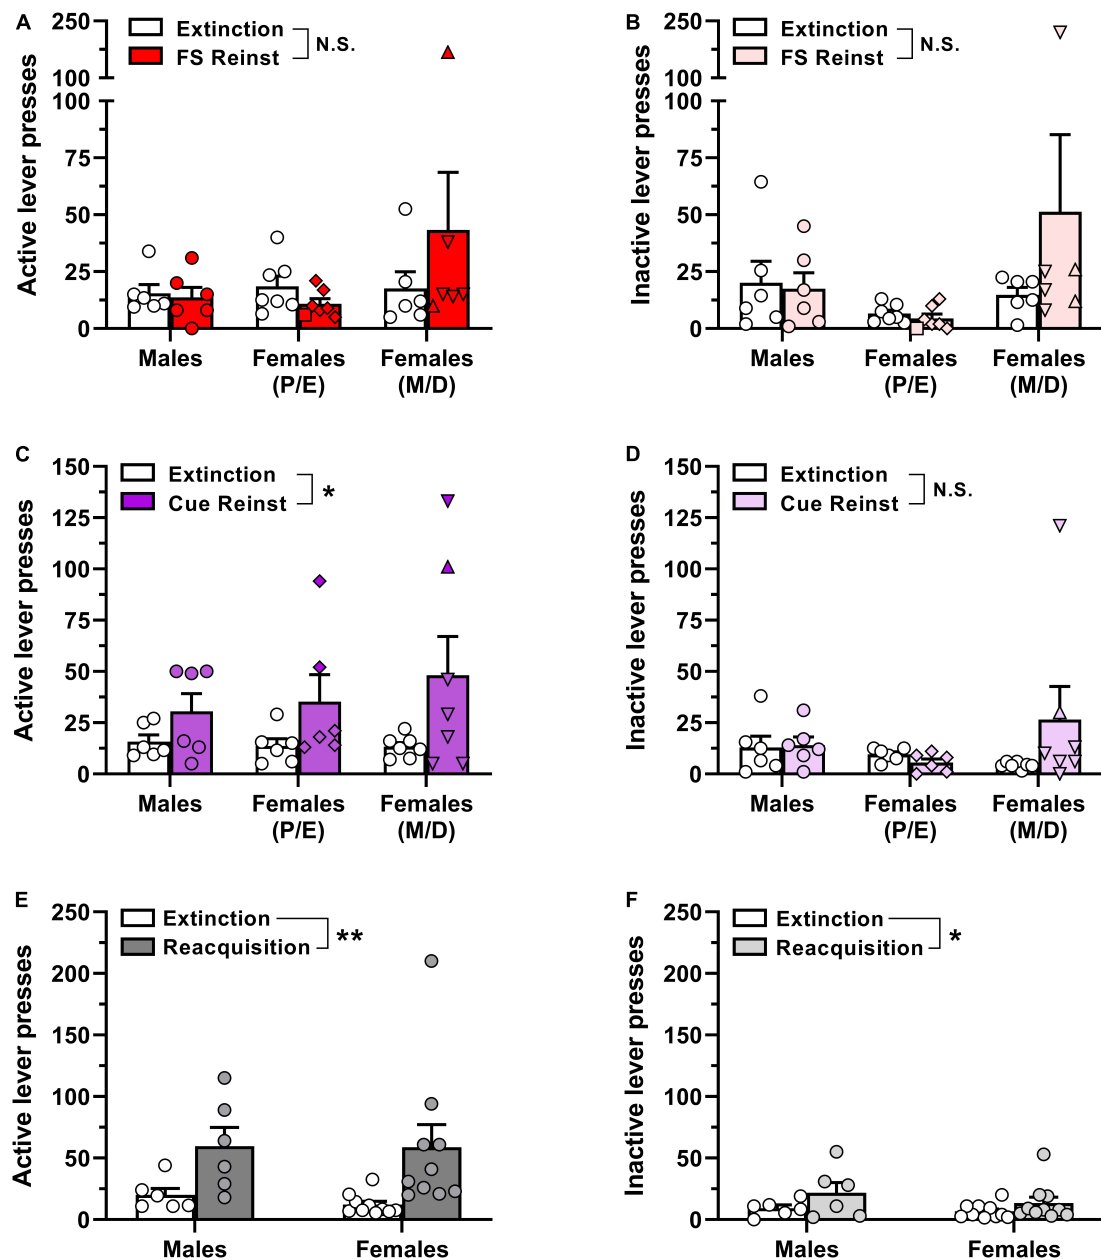 A
Active lever presses
250
100
100
75
50
25
0
Extinction
FS Reinst
N.S.
Males
Females
(P/E)
Females
(M/D)
B
Inactive lever presses
250
100
100
75
50
25
0
Extinction
FS Reinst
N.S.
Males
Females
(P/E)
Females
(M/D)
C
Active lever presses
150
125
100
75
50
25
0
Extinction
Cue Reinst
*
Males
Females
(P/E)
Females
(M/D)
D
Inactive lever presses
150
125
100
75
50
25
0
Extinction
Cue Reinst
N.S.
Males
Females
(P/E)
Females
(M/D)
E
Active lever presses
250
200
150
100
50
0
Extinction
Reacquisition
**
Males
Females
F
Inactive lever presses
250
200
150
100
50
0
Extinction
Reacquisition
*
Males
Females